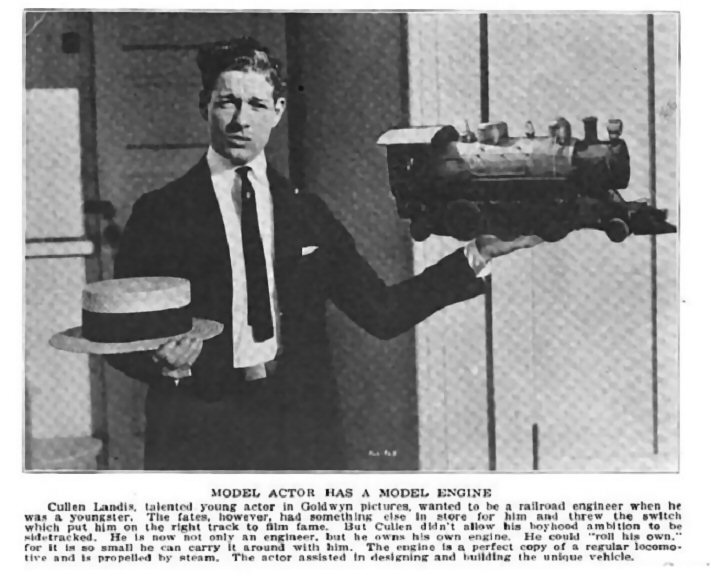 MODEL ACTOR HAS A MODEL ENGINE
Cullen Landis, talented young actor in Goldwyn pictures, wanted to be a railroad engineer when he
was a youngster. The fates, however, had something else in store for him and threw the switch
which put him on the right track to film fame. But Cullen didn't allow his boyhood ambition to be
sidetracked. He is now not only an engineer, but he owns his own engine. He could "roll his own,"
for it is so small he can carry it around with him. The engine is a perfect copy of a regular locomo-
tive and is propelled by steam. The actor assisted in designing and building the unique vehicle.